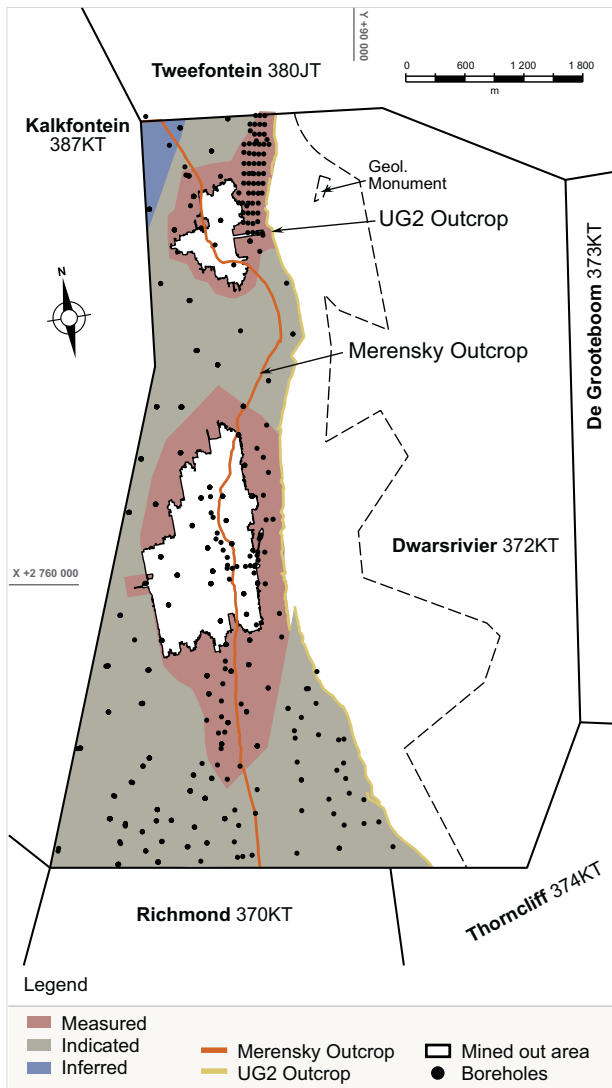 Y + 90 000
Tweefontein 380JT
0 600 1 200 1 800
m
Kalkfontein
387KT
Geol.
Monument
UG2 Outcrop
N
De Grooteboom 373KT
Merensky Outcrop
Dwarsrivier 372KT
X +2 760 000
Thorncliff 374KT
Richmond 370KT
Legend
Measured
Indicated
Inferred
Merensky Outcrop
UG2 Outcrop
Mined out area
Boreholes